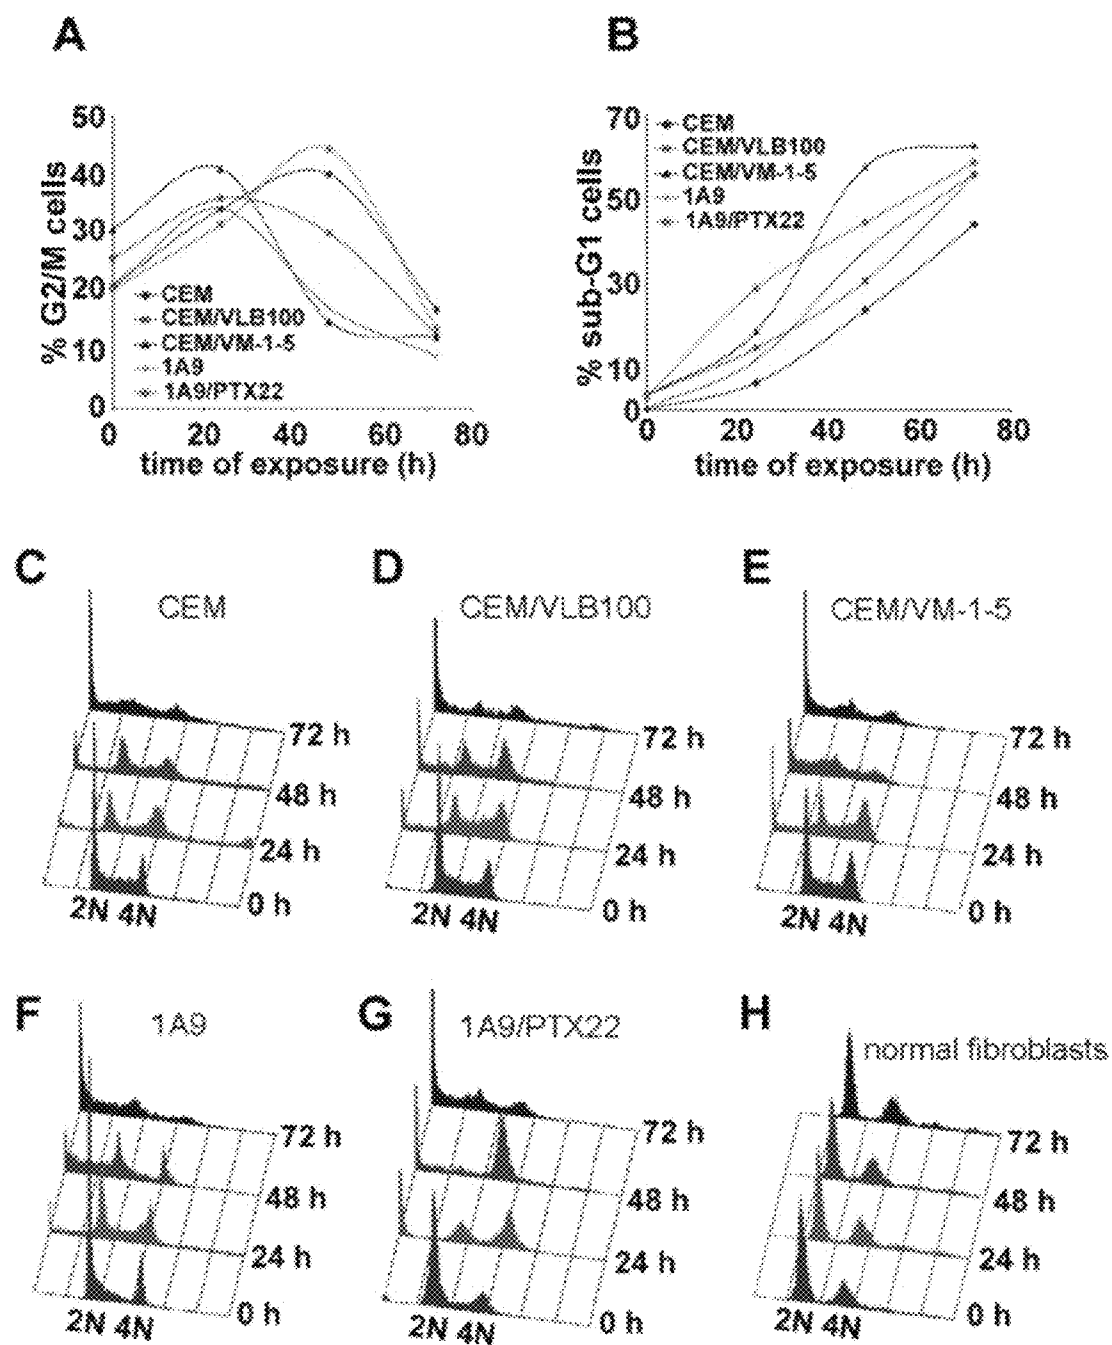 A
50
40
30
20
10
0
% G2/M cells
CEM
CEM/VLB100
CEM/VM-1-5
1A9
1A9/PTX22
0 20 40 60 80
time of exposure (h)
B
70
50
30
10
0
% sub-G1 cells
CEM
CEM/VLB100
CEM/VM-1-5
1A9
1A9/PTX22
0 20 40 60 80
time of exposure (h)
C
CEM
72 h
48 h
24 h
0 h
2N 4N
D
CEM/VLB100
72 h
48 h
24 h
0 h
2N 4N
E
CEM/VM-1-5
72 h
48 h
24 h
0 h
2N 4N
F
1A9
72 h
48 h
24 h
0 h
2N 4N
G
1A9/PTX22
72 h
48 h
24 h
0 h
2N 4N
H
normal fibroblasts
72 h
48 h
24 h
0 h
2N 4N